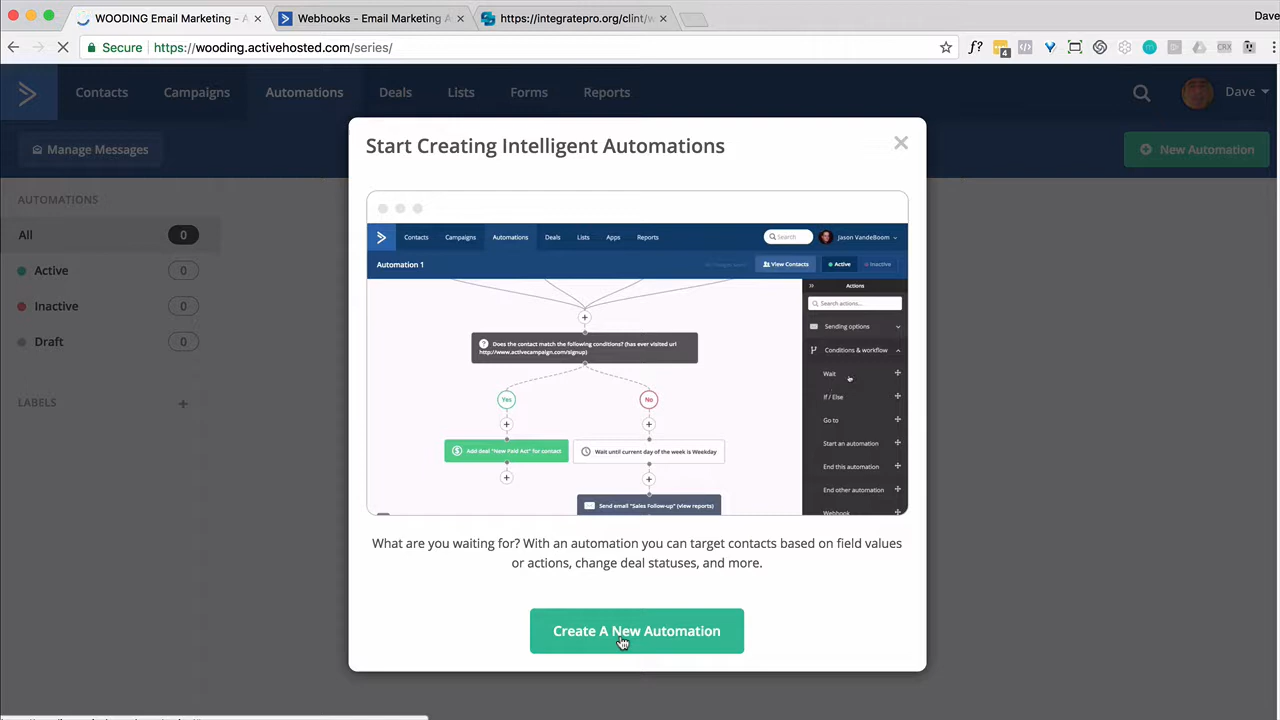 WOODING Email Marketing - A
Webhooks - Email Marketing A
https://integratepro.org/clint/w
Dave
Secure
https://wooding.activehosted.com/series/
f?
4
CRX
Contacts
Campaigns
Automations
Deals
Lists
Forms
Reports
Dave
Manage Messages
New Automation
AUTOMATIONS
All
0
Active
0
Inactive
0
Draft
0
LABELS
Start Creating Intelligent Automations
Contacts
Campaigns
Automations
Deals
Lists
Apps
Reports
Search
Jason VandeBoom
Automation 1
View Contacts
Active
Inactive
Actions
Search actions...
Sending options
Conditions & workflow
Wait
If / Else
Go to
Start an automation
End this automation
End other automation
Webhook
Does the contact match the following conditions? (has ever visited url
http://www.activecampaign.com/signup)
Yes
No
Add deal "New Paid Act" for contact
Wait until current day of the week is Weekday
Send email "Sales Follow-up" (view reports)
What are you waiting for? With an automation you can target contacts based on field values
or actions, change deal statuses, and more.
Create A New Automation